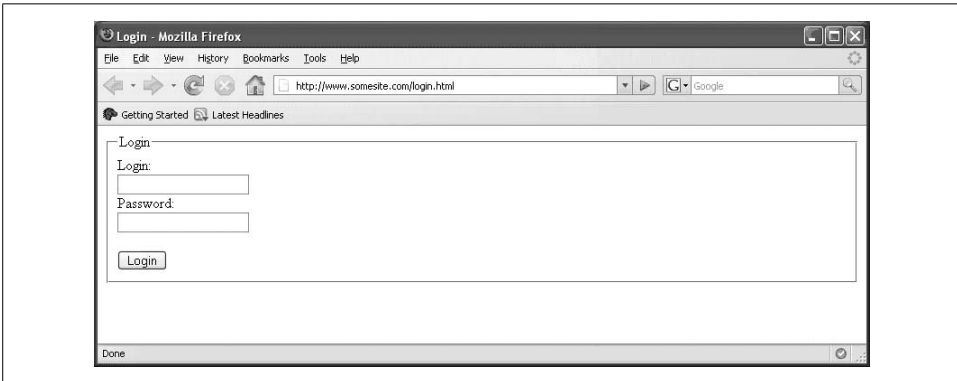 Login - Mozilla Firefox
File Edit View History Bookmarks Tools Help
http://www.somesite.com/login.html G Google
Getting Started Latest Headlines
Login
Login:
Password:
Login
Done